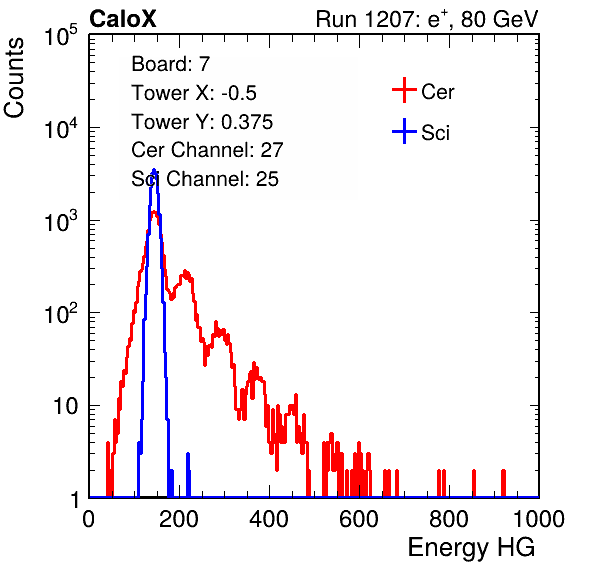 CaloX Run 1207: e⁺, 80 GeV
Counts
10⁵
10⁴
10³
10²
10
1
Board: 7
Tower X: -0.5
Tower Y: 0.375
Cer Channel: 27
Sci Channel: 25
Cer
Sci
0 200 400 600 800 1000
Energy HG